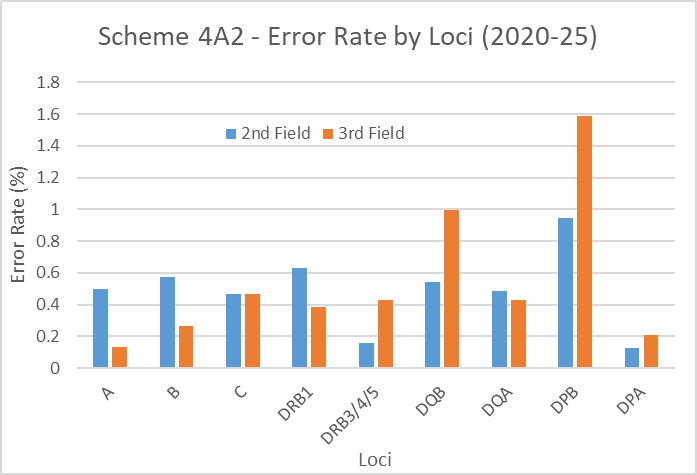 Scheme 4A2 - Error Rate by Loci (2020-25)
1.8
1.6
1.4
1.2
1
0.8
0.6
0.4
0.2
0
Error Rate (%)
2nd Field 3rd Field
A B C DRB1 DRB3/4/5 DQB DQA DPB DPA
Loci